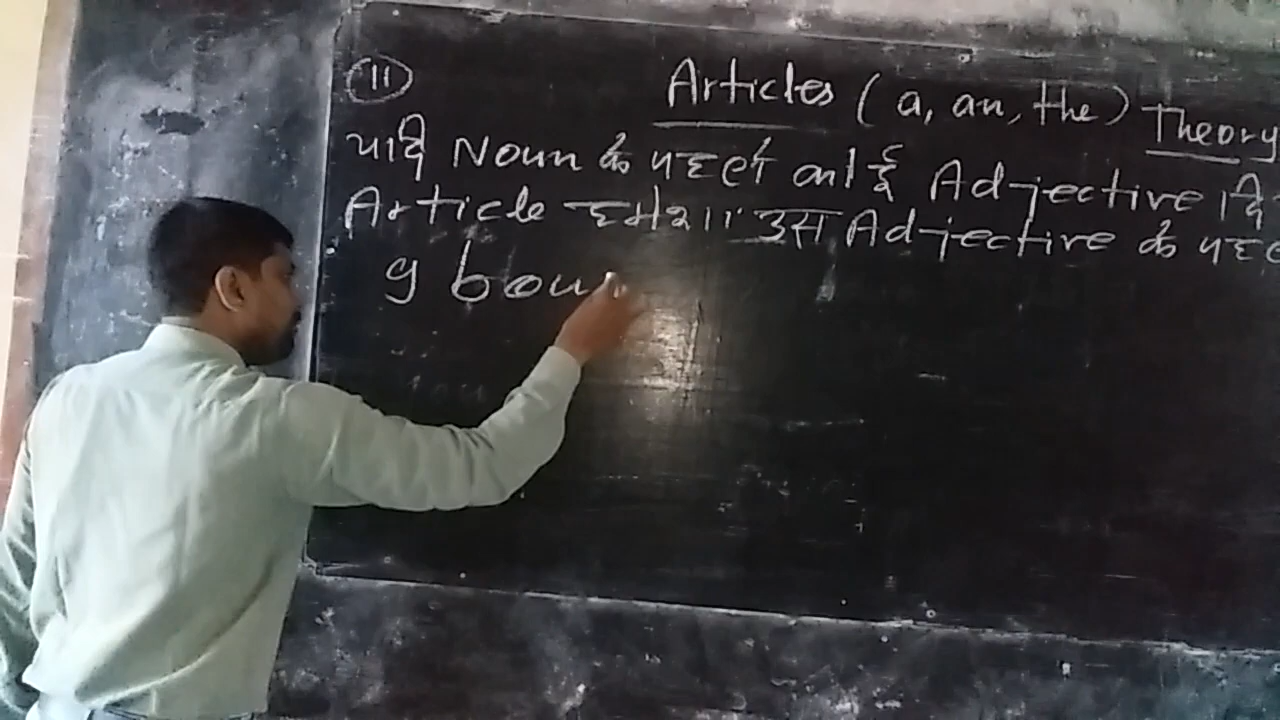 (11) Articles (a, an, the) Theory
यदि Noun के पहले कोई Adjective
Article हमेशा उस Adjective के पहले
g bou